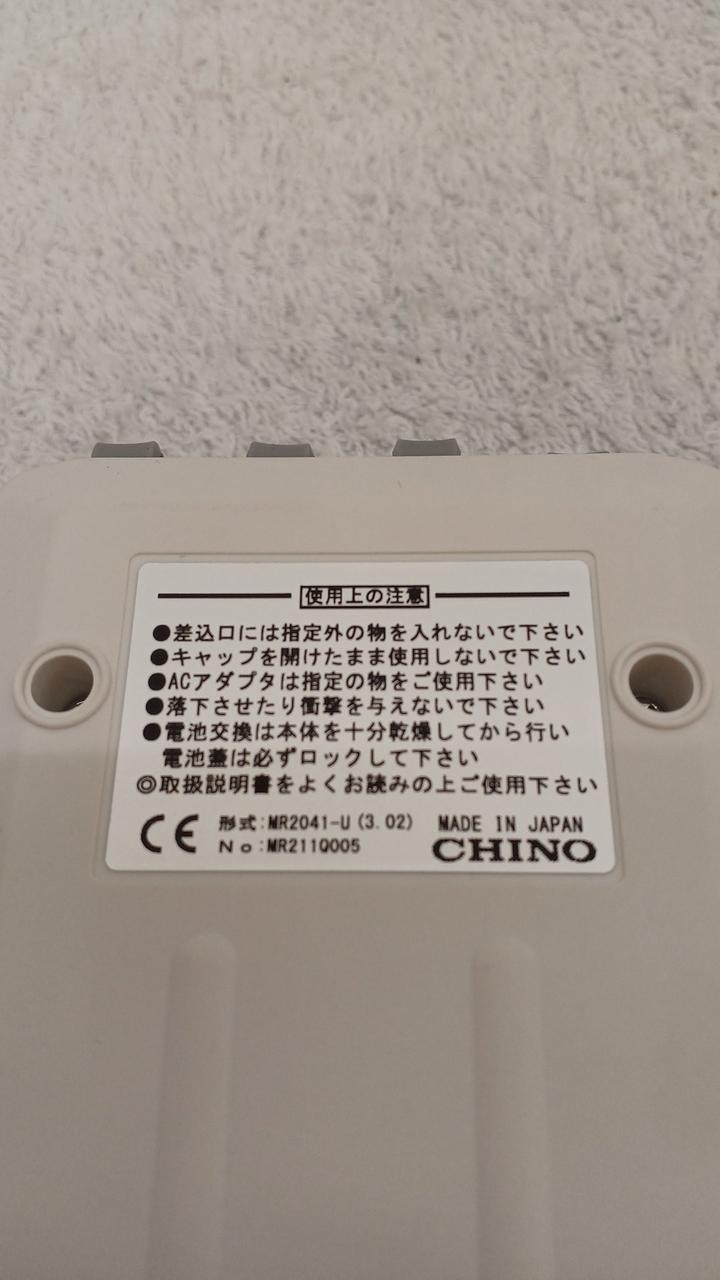 使用上の注意
●差込口には指定外の物を入れないで下さい
●キャップを開けたまま使用しないで下さい
●ACアダプタは指定の物をご使用下さい
●落下させたり衝撃を与えないで下さい
●電池交換は本体を十分乾燥してから行い
電池蓋は必ずロックして下さい
◎取扱説明書をよくお読みの上ご使用下さい
CE 形式:MR2041-U(3.02) MADE IN JAPAN
No:MR211Q005 CHINO